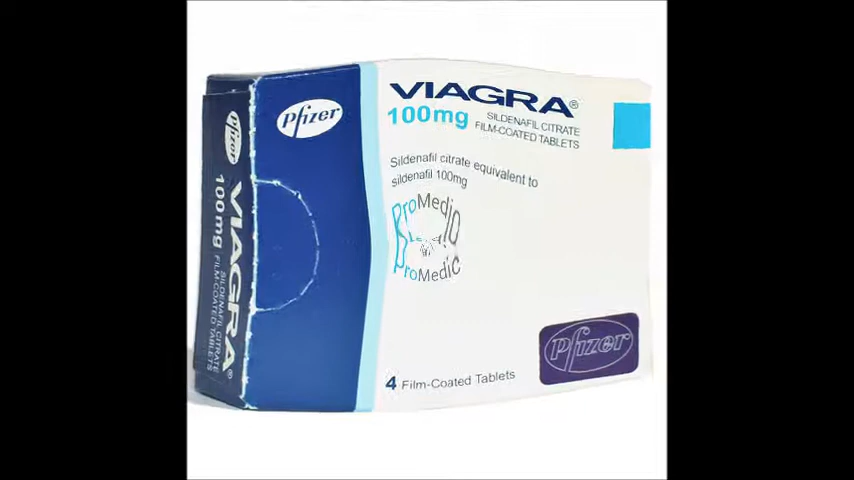 Pfizer
VIAGRA®
100mg
SILDENAFIL CITRATE
FILM-COATED TABLETS
Sildenafil citrate equivalent to
sildenafil 100mg
ProMedic
ProMedic
4 Film-Coated Tablets
Pfizer
Pfizer
VIAGRA®
100mg
SILDENAFIL CITRATE
FILM-COATED TABLETS